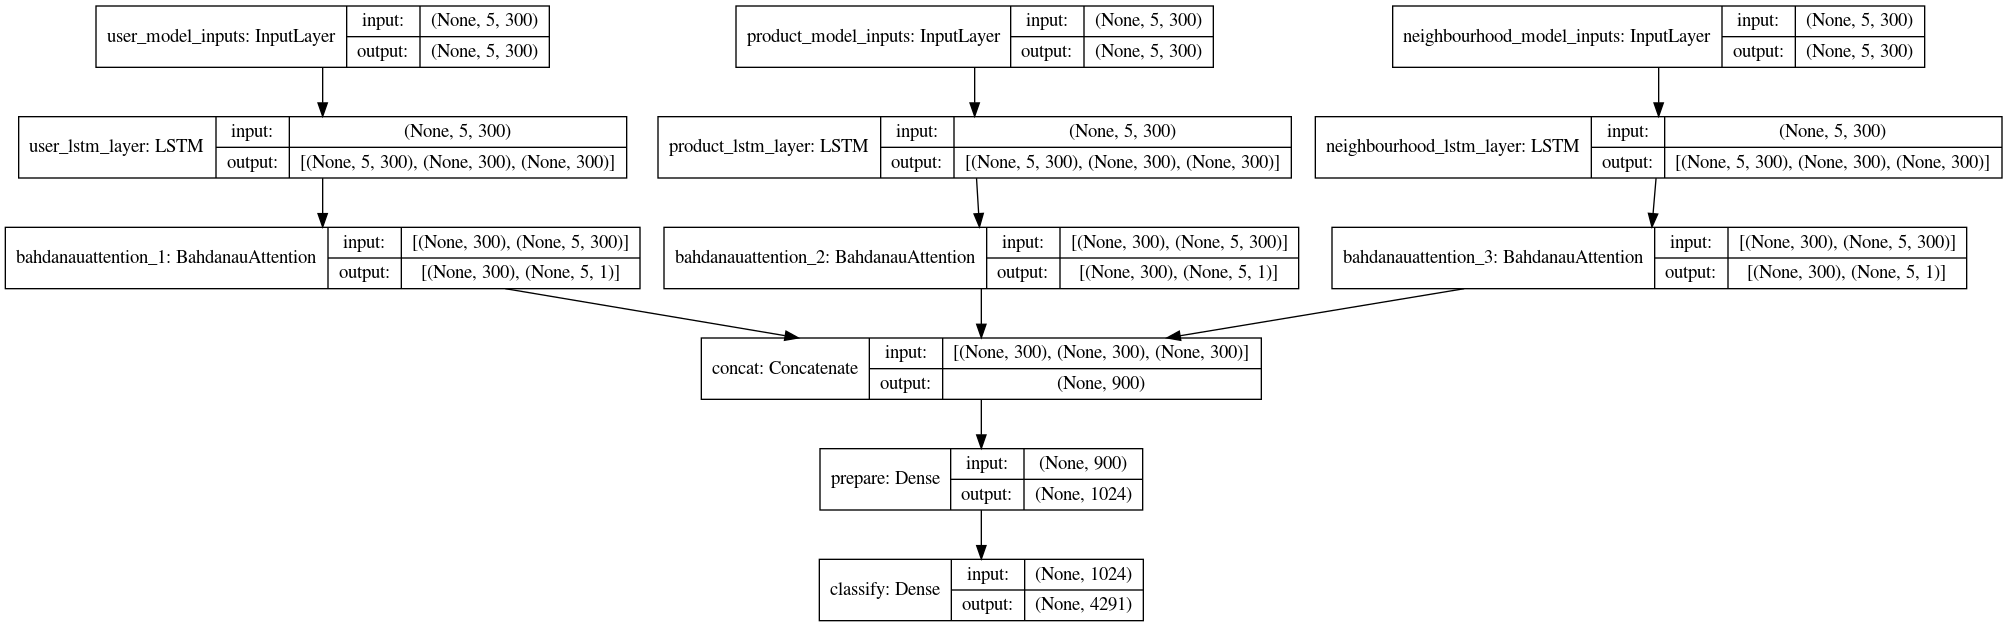 user_model_inputs: InputLayer
input:
(None, 5, 300)
output:
(None, 5, 300)
product_model_inputs: InputLayer
input:
(None, 5, 300)
output:
(None, 5, 300)
neighbourhood_model_inputs: InputLayer
input:
(None, 5, 300)
output:
(None, 5, 300)
user_lstm_layer: LSTM
input:
(None, 5, 300)
output:
[(None, 5, 300), (None, 300), (None, 300)]
product_lstm_layer: LSTM
input:
(None, 5, 300)
output:
[(None, 5, 300), (None, 300), (None, 300)]
neighbourhood_lstm_layer: LSTM
input:
(None, 5, 300)
output:
[(None, 5, 300), (None, 300), (None, 300)]
bahdanauattention_1: BahdanauAttention
input:
[(None, 300), (None, 5, 300)]
output:
[(None, 300), (None, 5, 1)]
bahdanauattention_2: BahdanauAttention
input:
[(None, 300), (None, 5, 300)]
output:
[(None, 300), (None, 5, 1)]
bahdanauattention_3: BahdanauAttention
input:
[(None, 300), (None, 5, 300)]
output:
[(None, 300), (None, 5, 1)]
concat: Concatenate
input:
[(None, 300), (None, 300), (None, 300)]
output:
(None, 900)
prepare: Dense
input:
(None, 900)
output:
(None, 1024)
classify: Dense
input:
(None, 1024)
output:
(None, 4291)